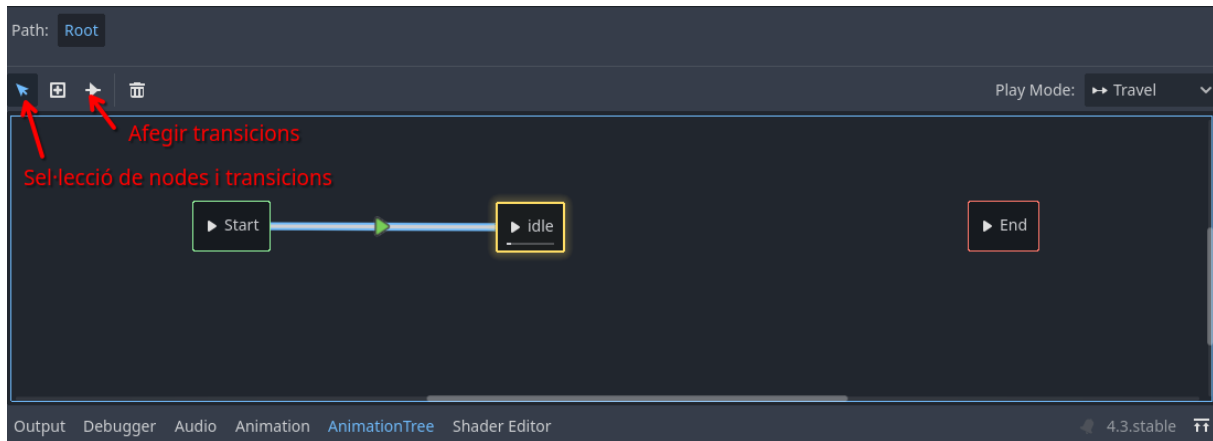 Path: Root
Play Mode: Travel
Afegir transicions
Sel·lecció de nodes i transicions
Start
idle
End
Output Debugger Audio Animation AnimationTree Shader Editor 4.3.stable